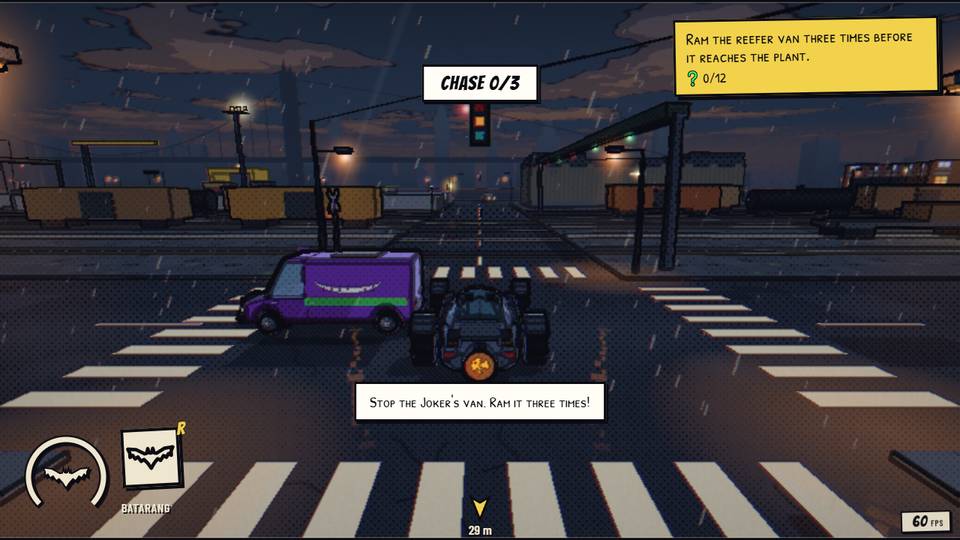 RAM THE REEFER VAN THREE TIMES BEFORE
IT REACHES THE PLANT.
? 0/12
CHASE 0/3
STOP THE JOKER'S VAN. RAM IT THREE TIMES!
R
BATARANG
29 m
60 FPS